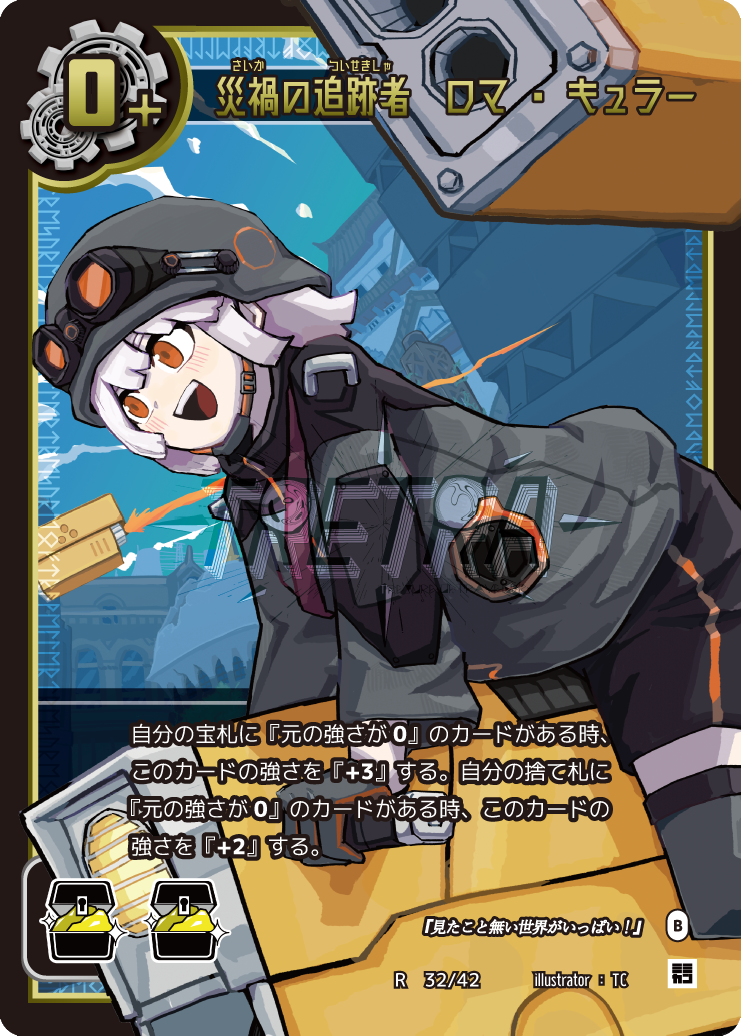 0+
さいか ついせきしゃ
災禍の追跡者 ロマ・キュラー
自分の宝札に『元の強さが0』のカードがある時、
このカードの強さを『+3』する。自分の捨て札に
『元の強さが0』のカードがある時、このカードの
強さを『+2』する。
『見たこと無い世界がいっぱい!』
B
R 32/42 illustrator : TC